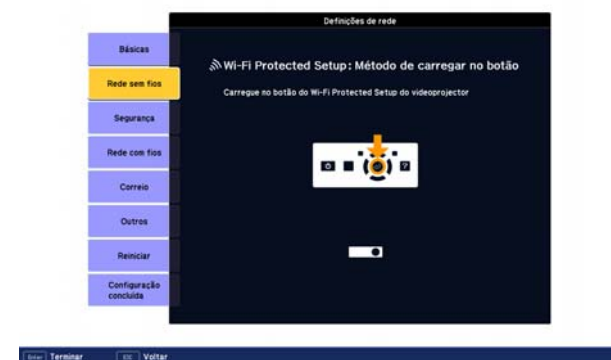 Definições de rede
Básicas
Rede sem fios
Segurança
Rede com fios
Correio
Outros
Reiniciar
Configuração
concluída
Wi-Fi Protected Setup: Método de carregar no botão
Carregue no botão do Wi-Fi Protected Setup do videoprojector
?
Enter Terminar
ESC Voltar